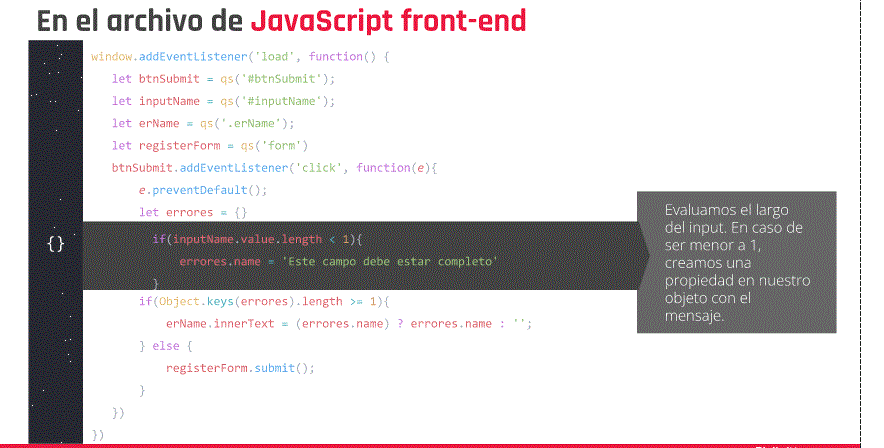 En el archivo de JavaScript front-end
window.addEventListener('load', function() {
let btnSubmit = qs('#btnSubmit');
let inputName = qs('#inputName');
let erName = qs('.erName');
let registerForm = qs('form')
btnSubmit.addEventListener('click', function(e){
e.preventDefault();
let errores = {}
{}
if(inputName.value.length < 1){
errores.name = 'Este campo debe estar completo'
}
if(Object.keys(errores).length >= 1){
erName.innerText = (errores.name) ? errores.name : '';
} else {
registerForm.submit();
}
})
})
Evaluamos el largo
del input. En caso de
ser menor a 1,
creamos una
propiedad en nuestro
objeto con el
mensaje.